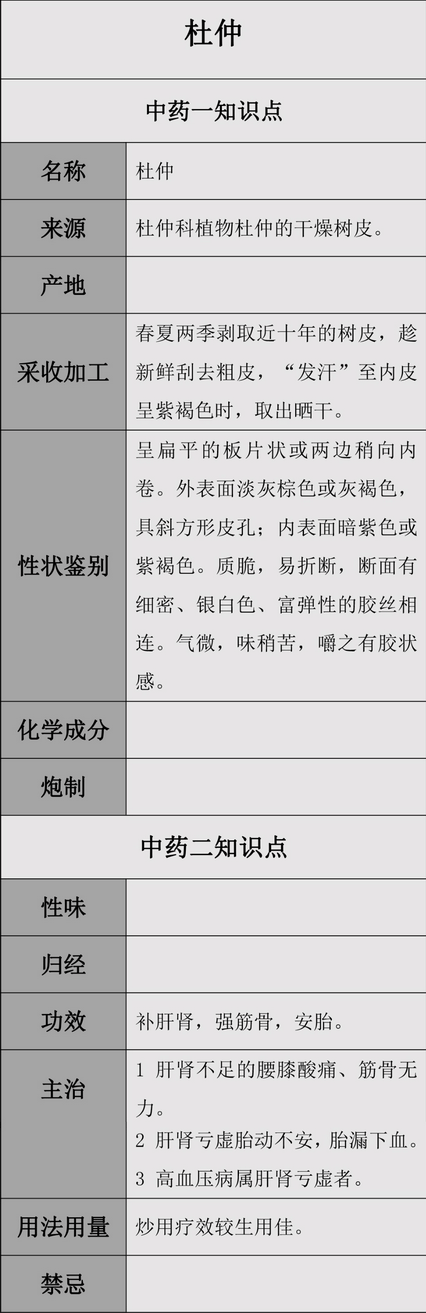 杜仲
中药一知识点
名称
杜仲
来源
杜仲科植物杜仲的干燥树皮。
产地
采收加工
春夏两季剥取近十年的树皮，趁
新鲜刮去粗皮，“发汗”至内皮
呈紫褐色时，取出晒干。
性状鉴别
呈扁平的板片状或两边稍向内
卷。外表面淡灰棕色或灰褐色，
具斜方形皮孔；内表面暗紫色或
紫褐色。质脆，易折断，断面有
细密、银白色、富弹性的胶丝相
连。气微，味稍苦，嚼之有胶状
感。
化学成分
炮制
中药二知识点
性味
归经
功效
补肝肾，强筋骨，安胎。
主治
1 肝肾不足的腰膝酸痛、筋骨无
力。
2 肝肾亏虚胎动不安，胎漏下血。
3 高血压病属肝肾亏虚者。
用法用量
炒用疗效较生用佳。
禁忌